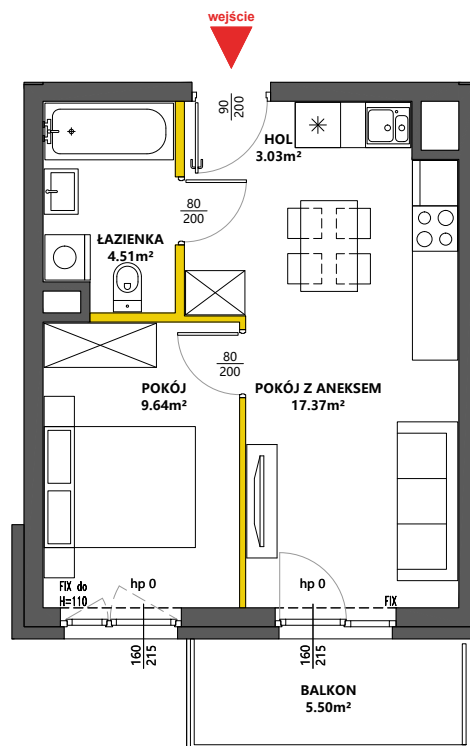 wejście
90
200
HOL
3.03m²
80
200
ŁAZIENKA
4.51m²
80
200
POKÓJ
9.64m²
POKÓJ Z ANEKSEM
17.37m²
FIX do
H=110
hp 0
hp 0
FIX
160
215
160
215
BALKON
5.50m²